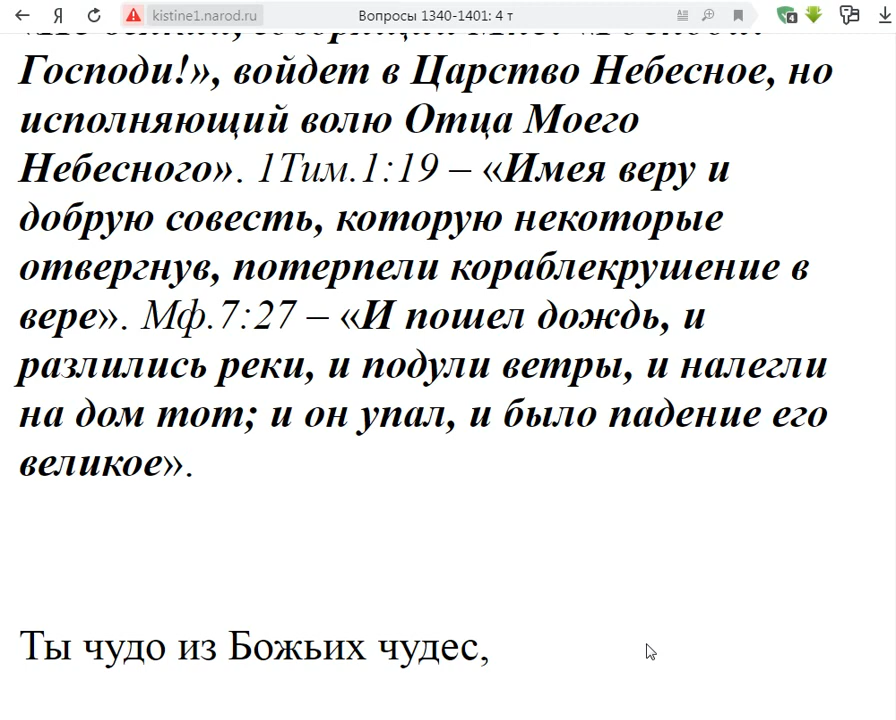 Я kistine1.narod.ru Вопросы 1340-1401: 4 т
Господи!», войдет в Царство Небесное, но
исполняющий волю Отца Моего
Небесного». 1Тим.1:19 – «Имея веру и
добрую совесть, которую некоторые
отвергнув, потерпели кораблекрушение в
вере». Мф.7:27 – «И пошел дождь, и
разлились реки, и подули ветры, и налегли
на дом тот; и он упал, и было падение его
великое».
Ты чудо из Божьих чудес,